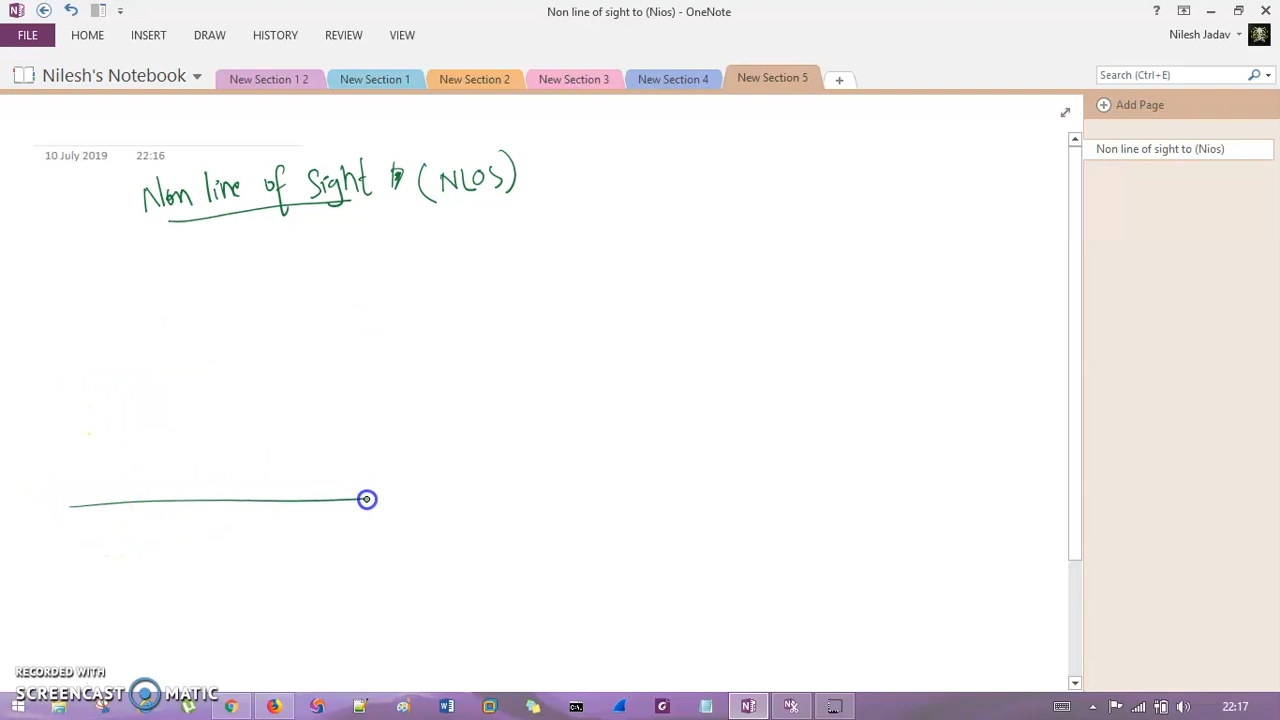 Non line of sight to (Nios) - OneNote
?
FILE HOME INSERT DRAW HISTORY REVIEW VIEW
Nilesh Jadav
Nilesh's Notebook New Section 1 2 New Section 1 New Section 2 New Section 3 New Section 4 New Section 5
Search (Ctrl+E)
Add Page
Non line of sight to (Nios)
10 July 2019 22:16
Non line of sight (NLOS)
RECORDED WITH
SCREENCAST MATIC
22:17